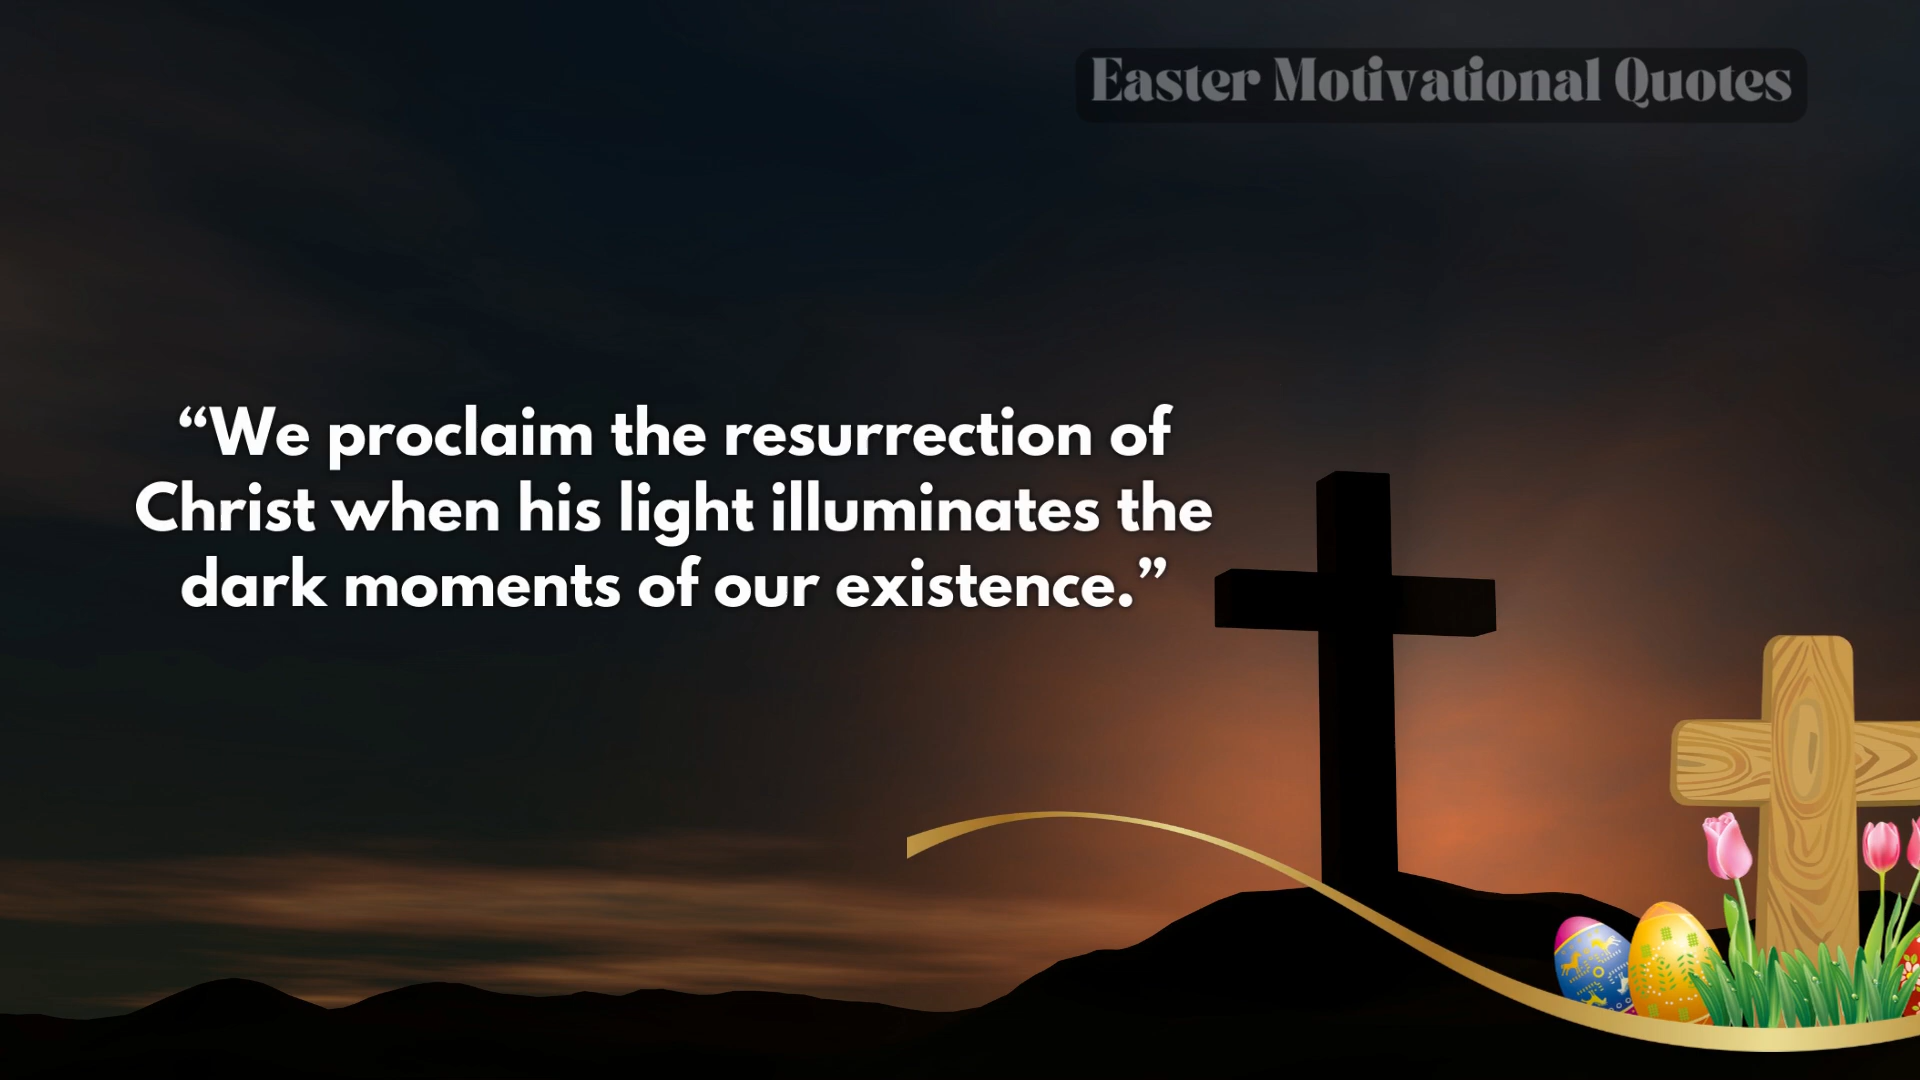 Easter Motivational Quotes
“We proclaim the resurrection of
Christ when his light illuminates the
dark moments of our existence.”